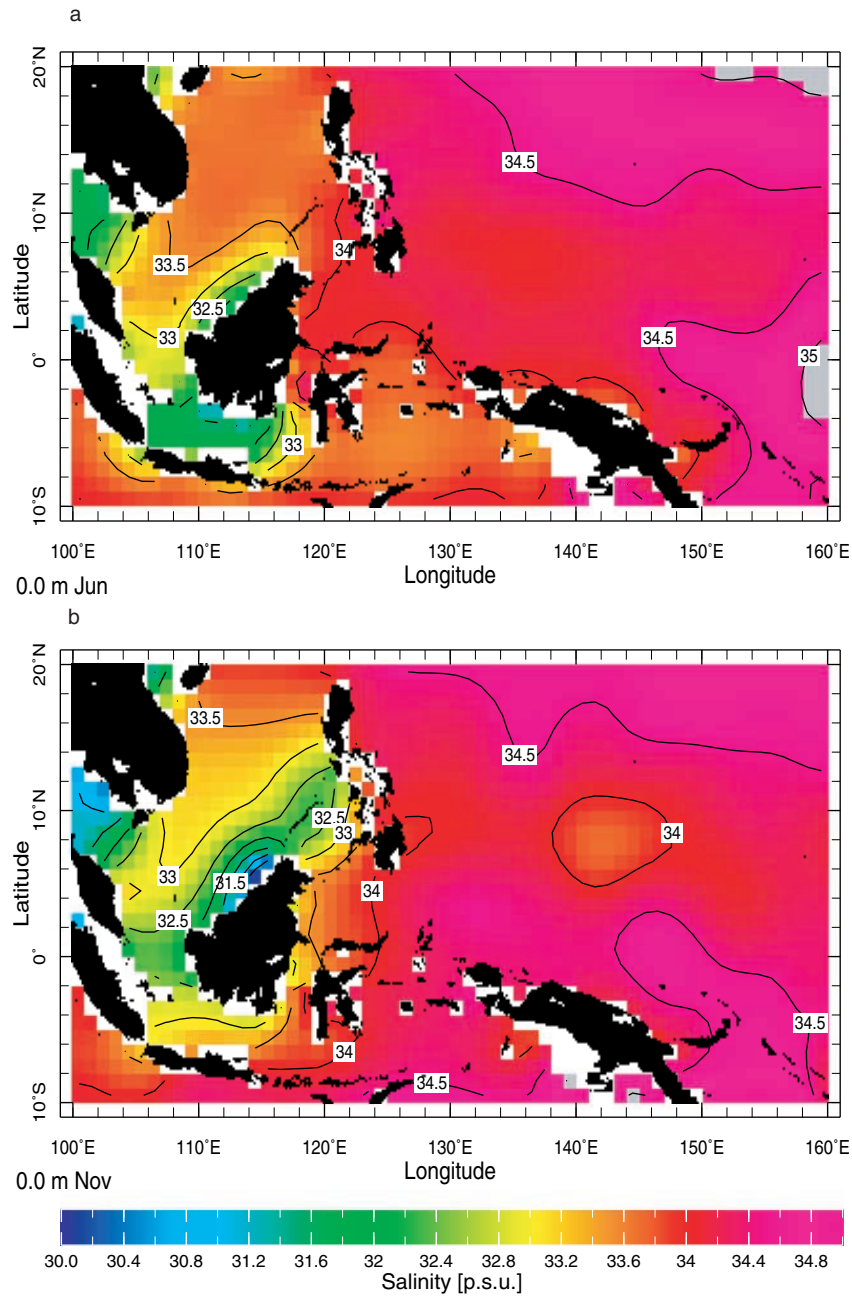 a
20˚N
10˚N
0˚
10˚S
Latitude
34.5
34
33.5
32.5
33
34.5
35
33
100˚E 110˚E 120˚E 130˚E 140˚E 150˚E 160˚E
Longitude
0.0 m Jun
b
20˚N
10˚N
0˚
10˚S
Latitude
33.5
34.5
32.5
33
34
33
31.5
34
32.5
34.5
34
34.5
100˚E 110˚E 120˚E 130˚E 140˚E 150˚E 160˚E
Longitude
0.0 m Nov
30.0 30.4 30.8 31.2 31.6 32 32.4 32.8 33.2 33.6 34 34.4 34.8
Salinity [p.s.u.]